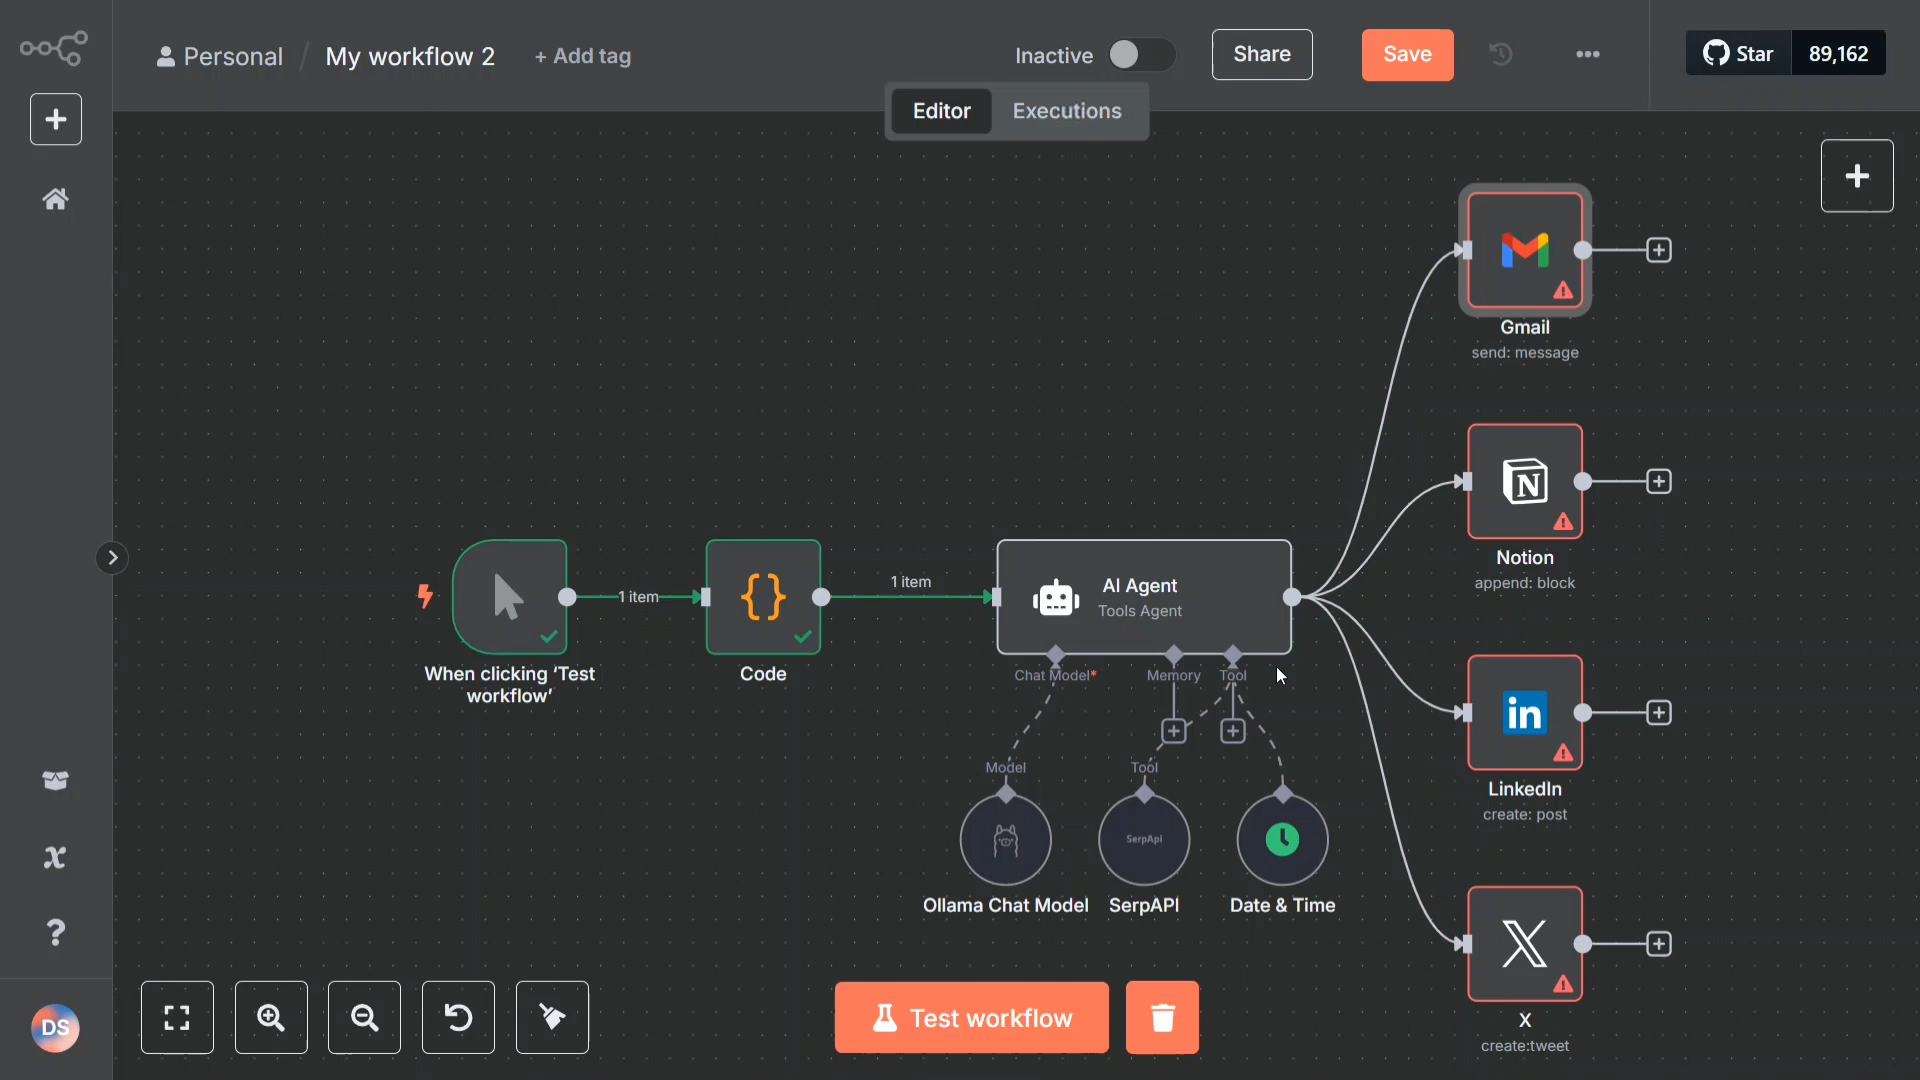 Personal / My workflow 2 + Add tag
Inactive
Share
Save
Star 89,162
Editor Executions
Gmail
send: message
Notion
append: block
1 item
1 item
AI Agent
Tools Agent
When clicking ‘Test
workflow’
Code
Chat Model* Memory Tool
LinkedIn
create: post
Model Tool
SerpApi
Ollama Chat Model SerpAPI Date & Time
X
create:tweet
DS
Test workflow